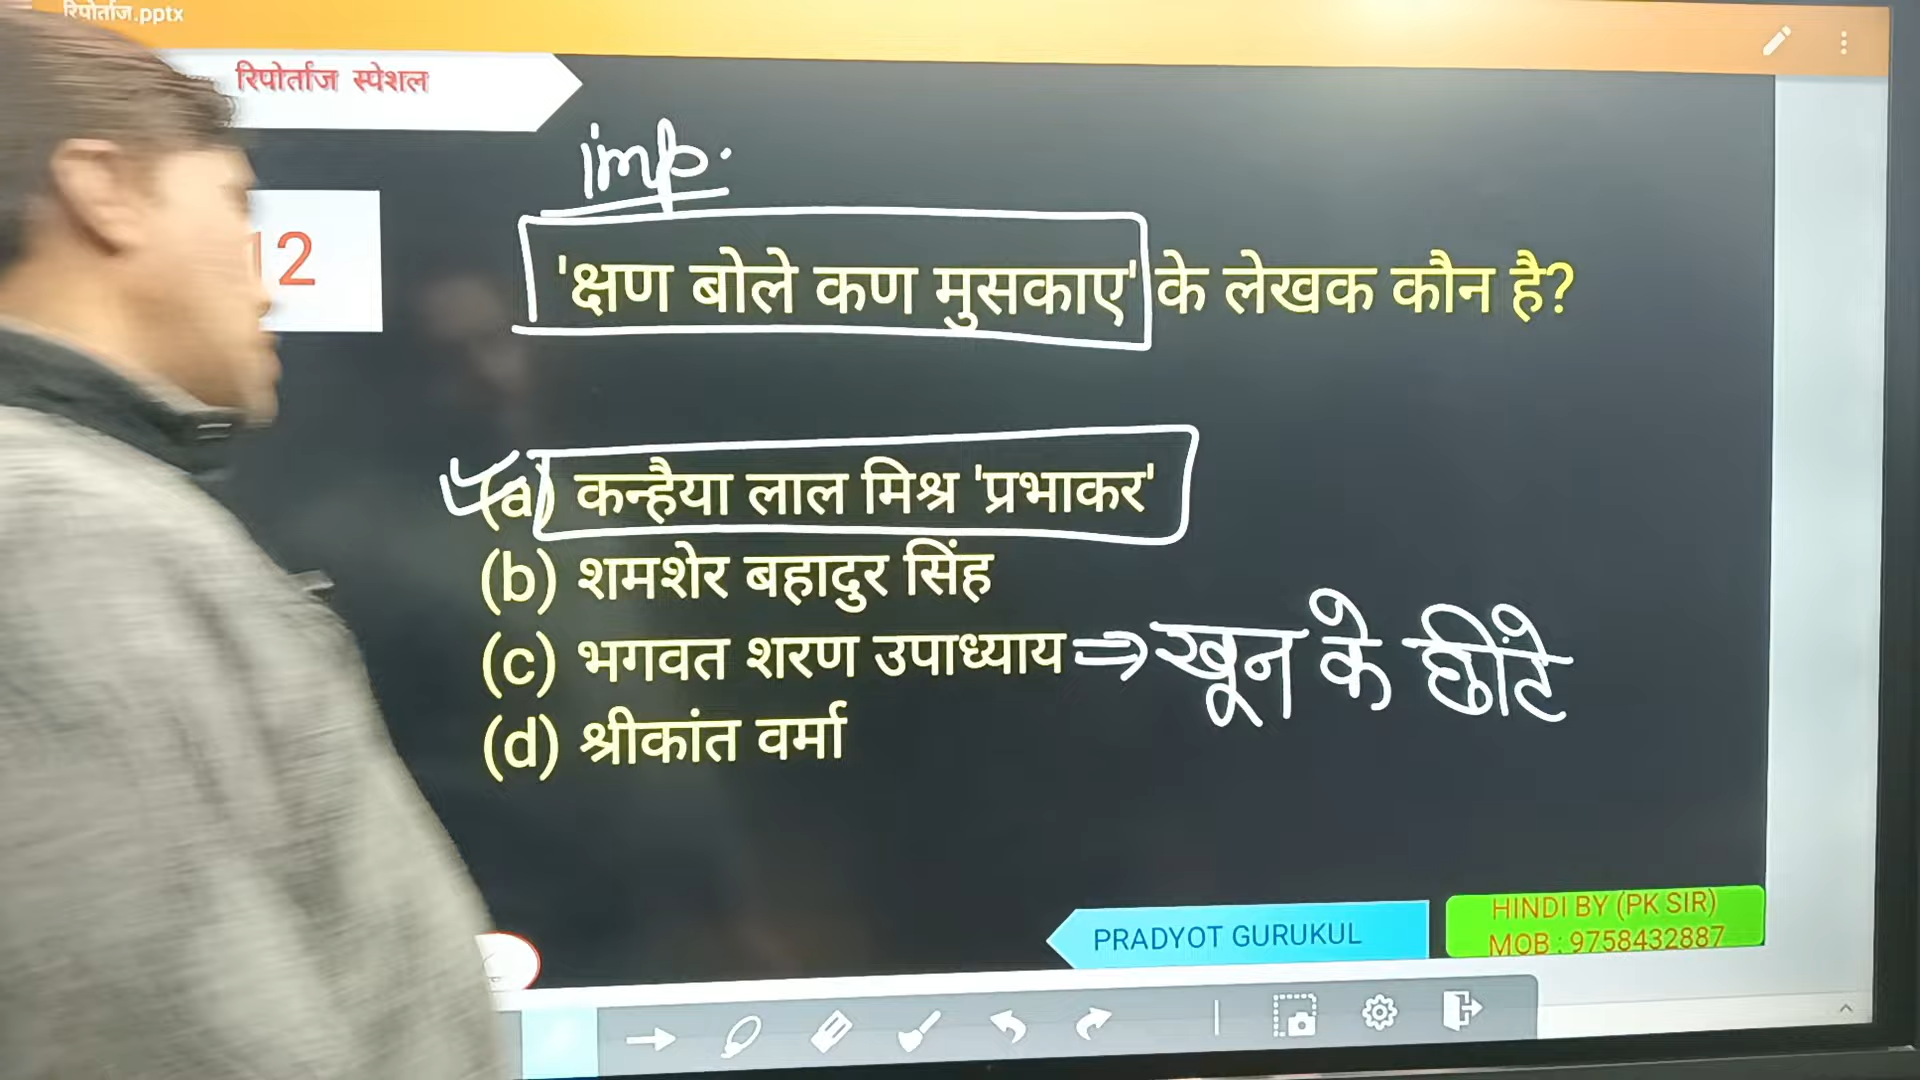 रिपोर्ताज.pptx
रिपोर्ताज स्पेशल
imp.
12
'क्षण बोले कण मुसकाए' के लेखक कौन है?
(a) कन्हैया लाल मिश्र 'प्रभाकर'
(b) शमशेर बहादुर सिंह
(c) भगवत शरण उपाध्याय ⇒ खून के छींटे
(d) श्रीकांत वर्मा
PRADYOT GURUKUL
HINDI BY (PK SIR)
MOB : 9758432887